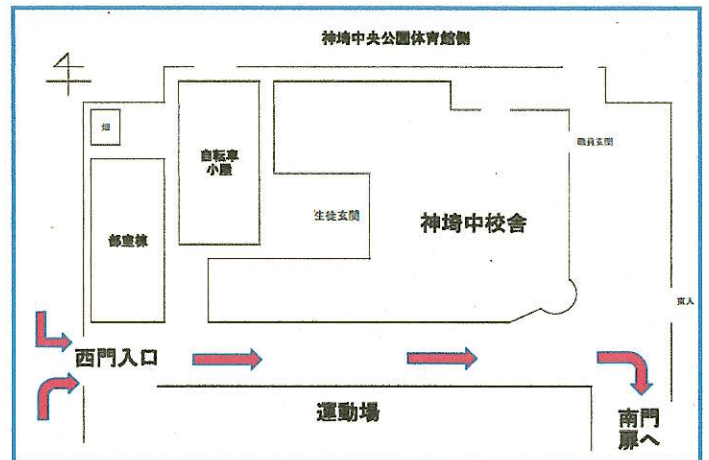 神埼中央公園体育館側
畑
自転車
小屋
職員玄関
生徒玄関
神埼中校舎
部室棟
西門入口
運動場
南門
扉へ